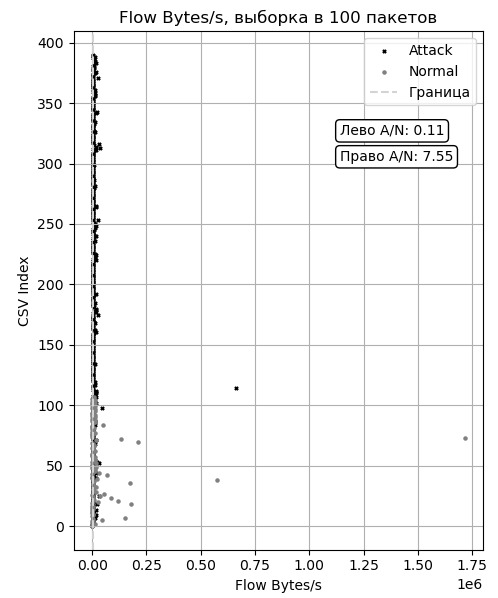 Flow Bytes/s, выборка в 100 пакетов
Attack
Normal
Граница
Лево A/N: 0.11
Право A/N: 7.55
400
350
300
250
200
150
100
50
0
CSV Index
0.00 0.25 0.50 0.75 1.00 1.25 1.50 1.75
1e6
Flow Bytes/s